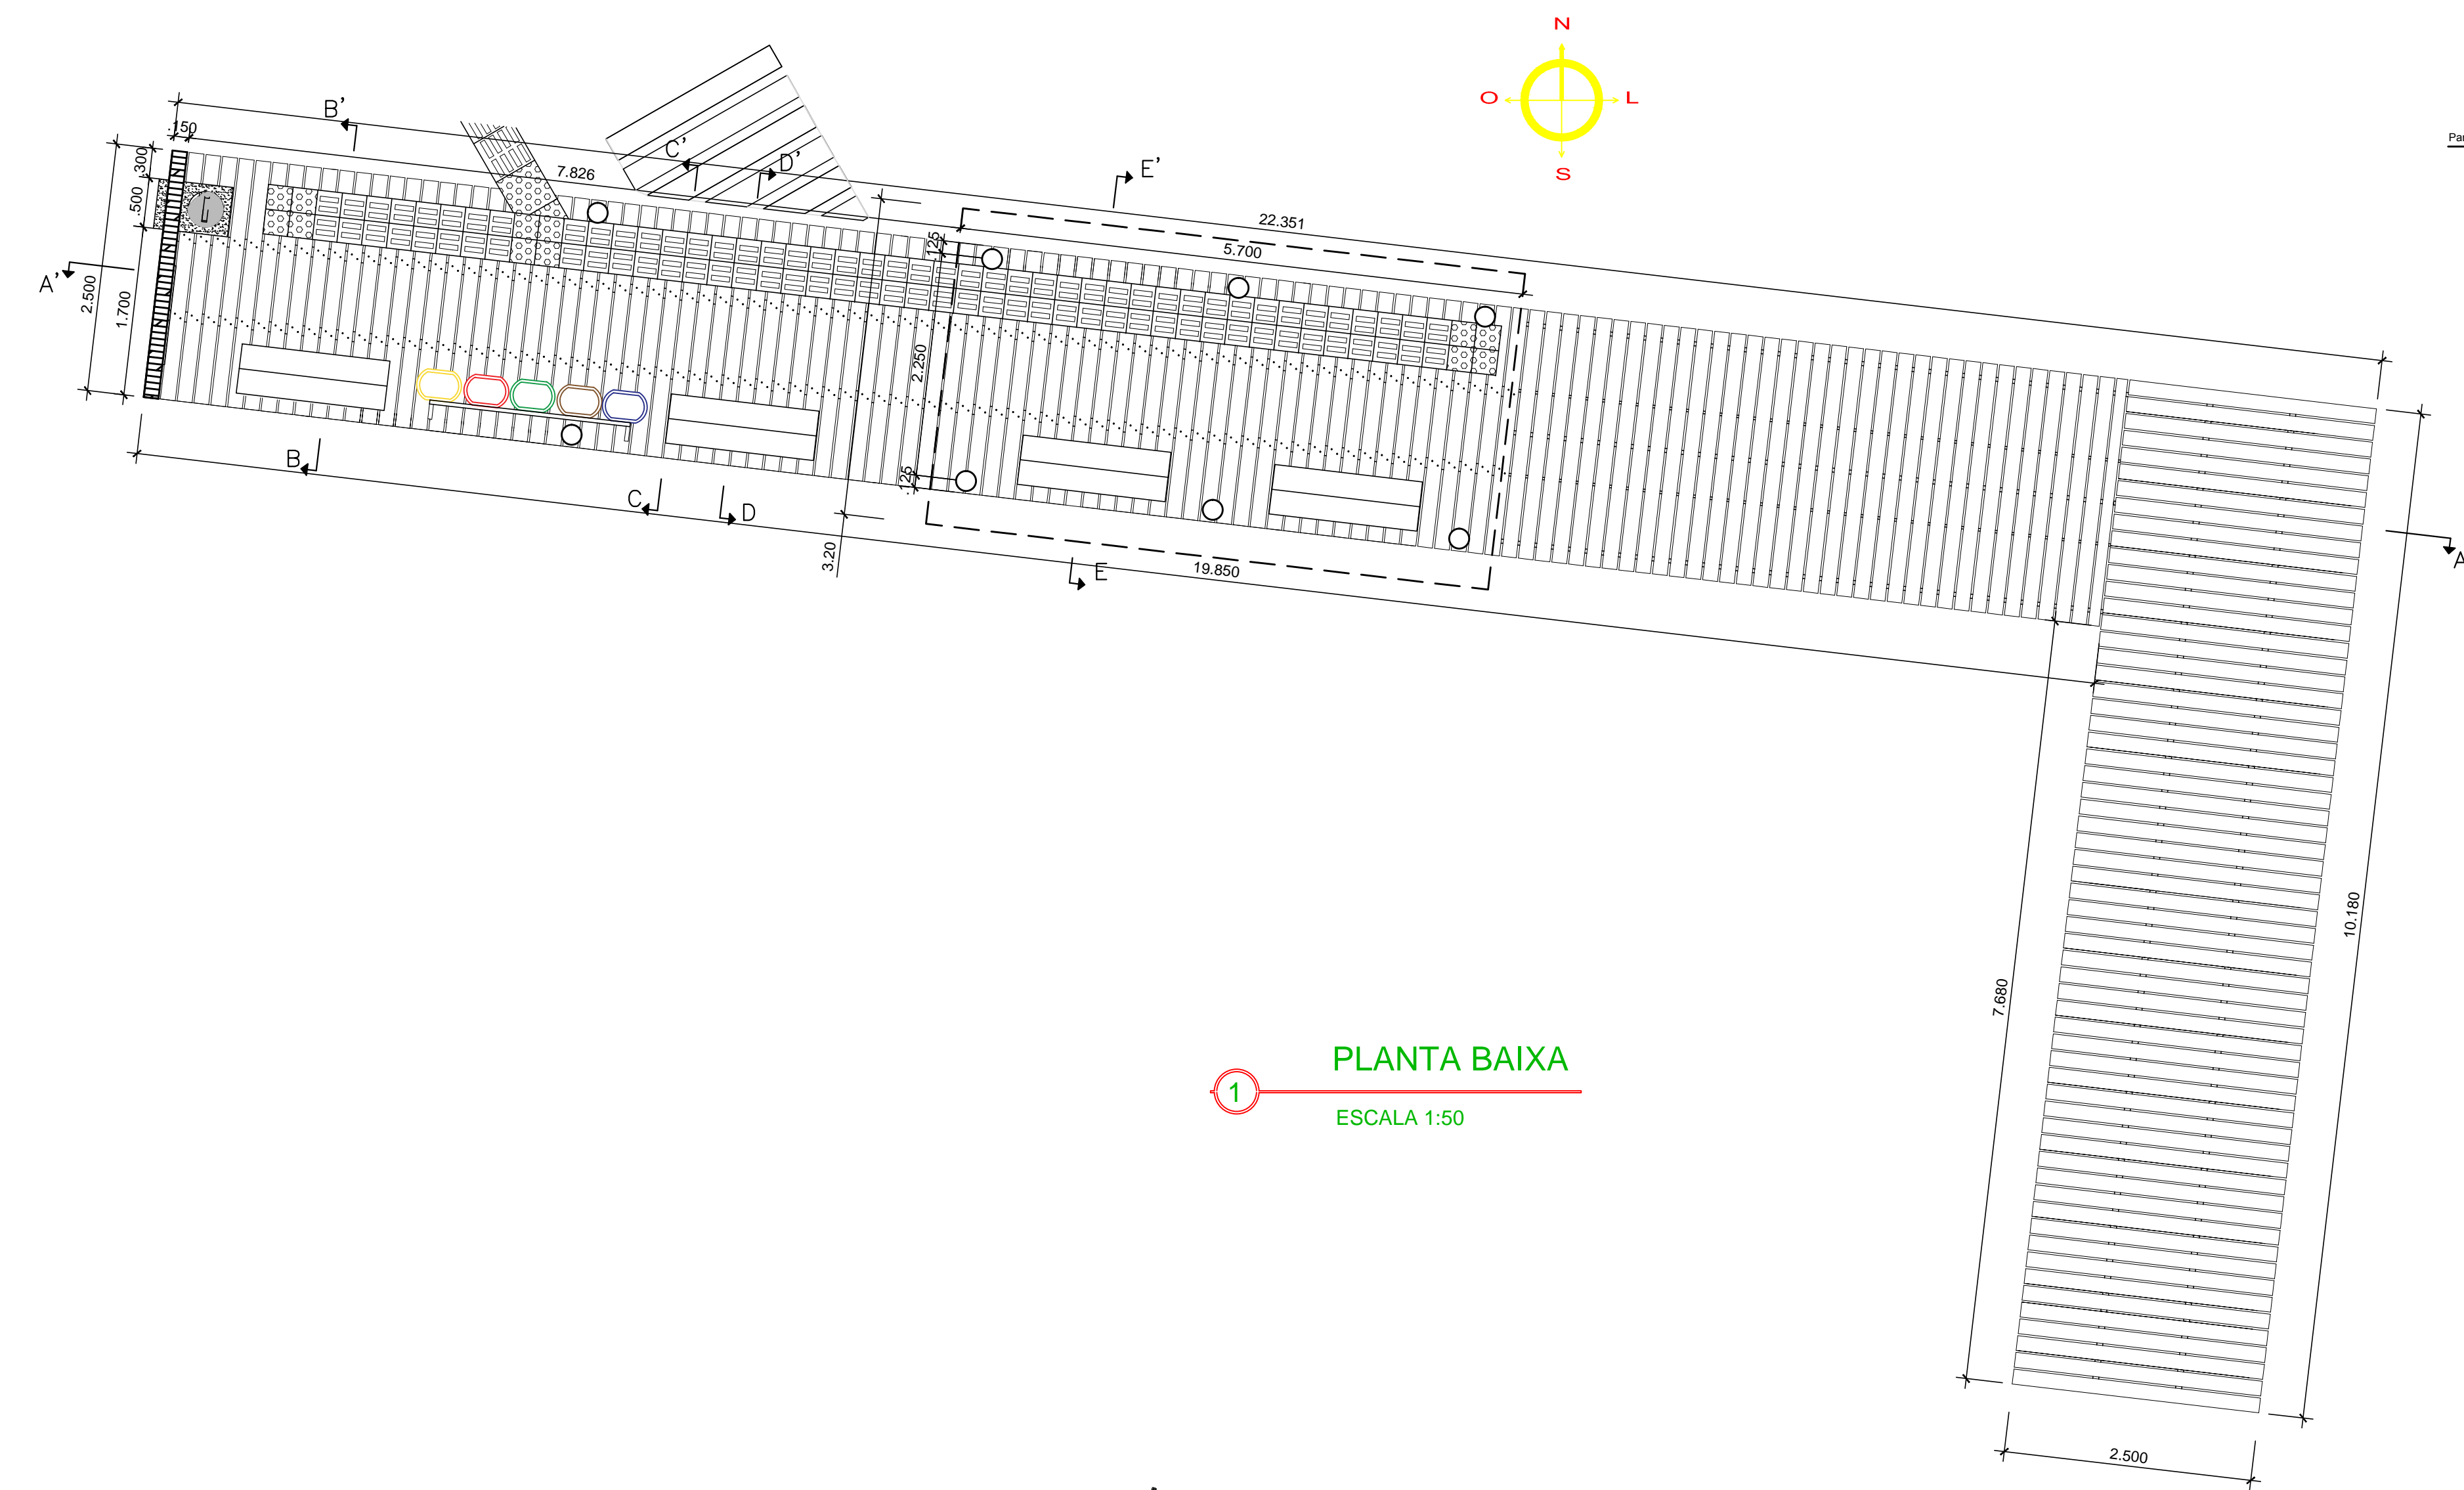 N
O
L
S
Par
B'
.150
7.826
C'
D'
E'
22.351
5.700
.300
.500
2.500
1.700
A'
.125
2.250
.125
B
C
D
3.20
E
19.850
A
7.680
10.180
2.500
1
PLANTA BAIXA
ESCALA 1:50